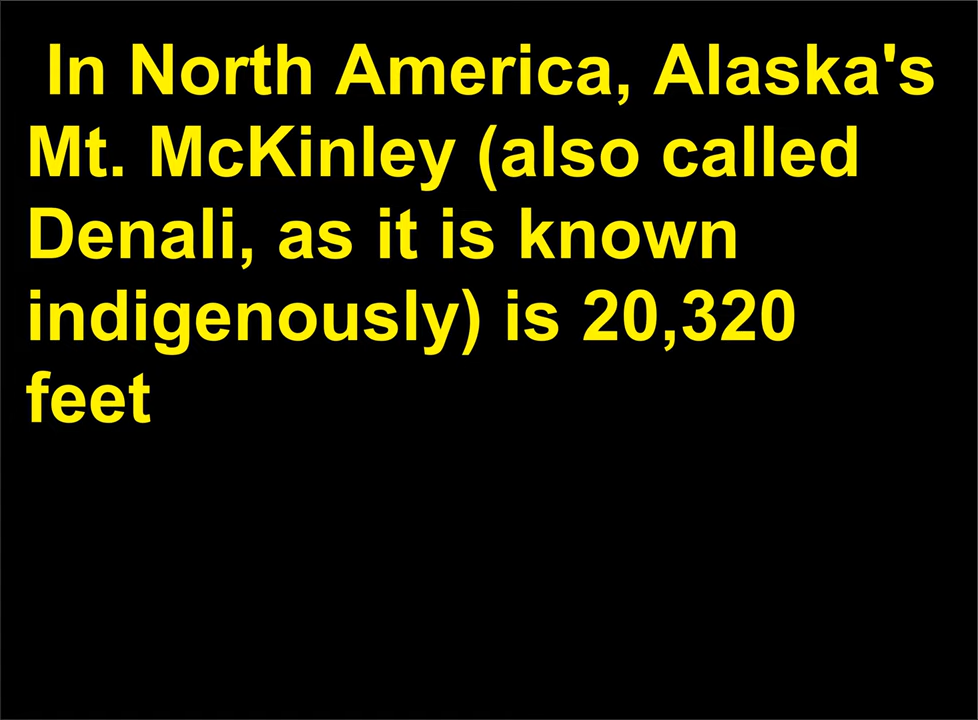 In North America, Alaska's
Mt. McKinley (also called
Denali, as it is known
indigenously) is 20,320
feet